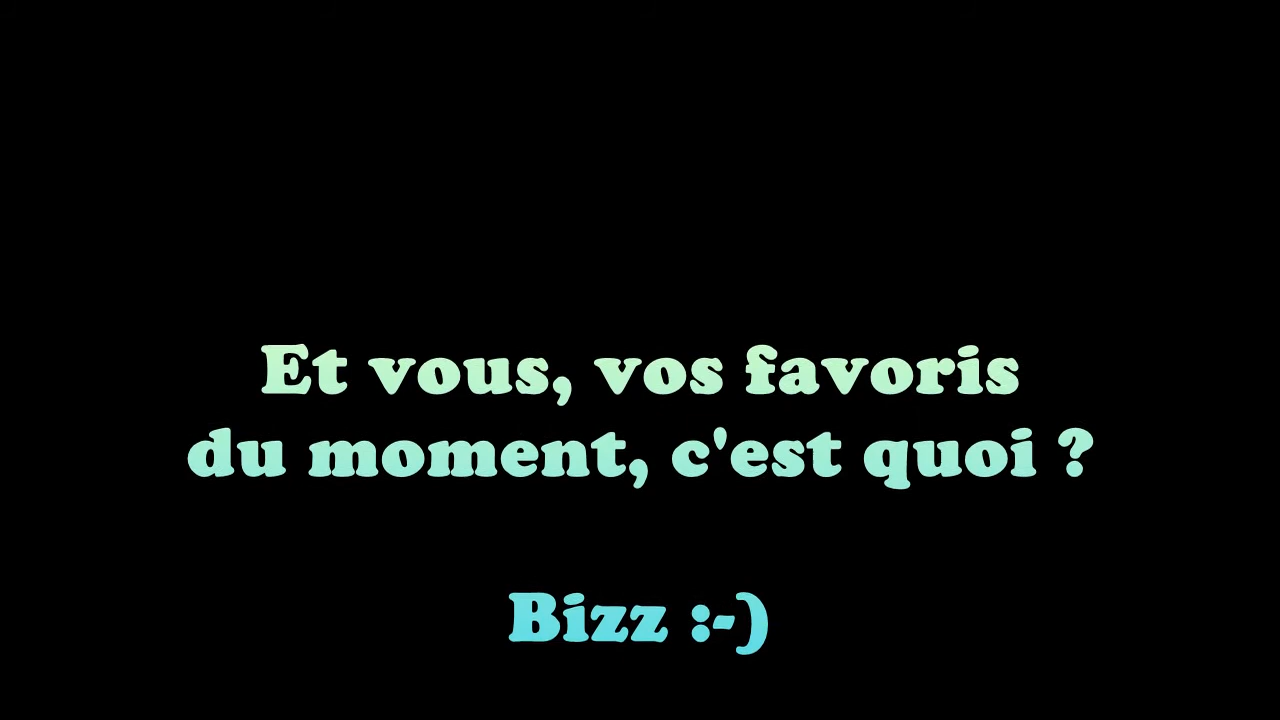 Et vous, vos favoris
du moment, c'est quoi ?
Bizz :-)